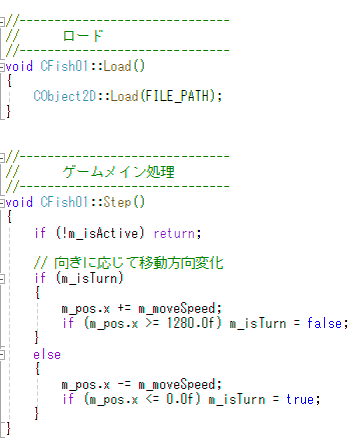 //------------------------------
//      ロード
//------------------------------
void CFish01::Load()
{
    CObject2D::Load(FILE_PATH);
}

//------------------------------
//      ゲームメイン処理
//------------------------------
void CFish01::Step()
{
    if (!m_isActive) return;

    // 向きに応じて移動方向変化
    if (m_isTurn)
    {
        m_pos.x += m_moveSpeed;
        if (m_pos.x >= 1280.0f) m_isTurn = false;
    }
    else
    {
        m_pos.x -= m_moveSpeed;
        if (m_pos.x <= 0.0f) m_isTurn = true;
    }
}